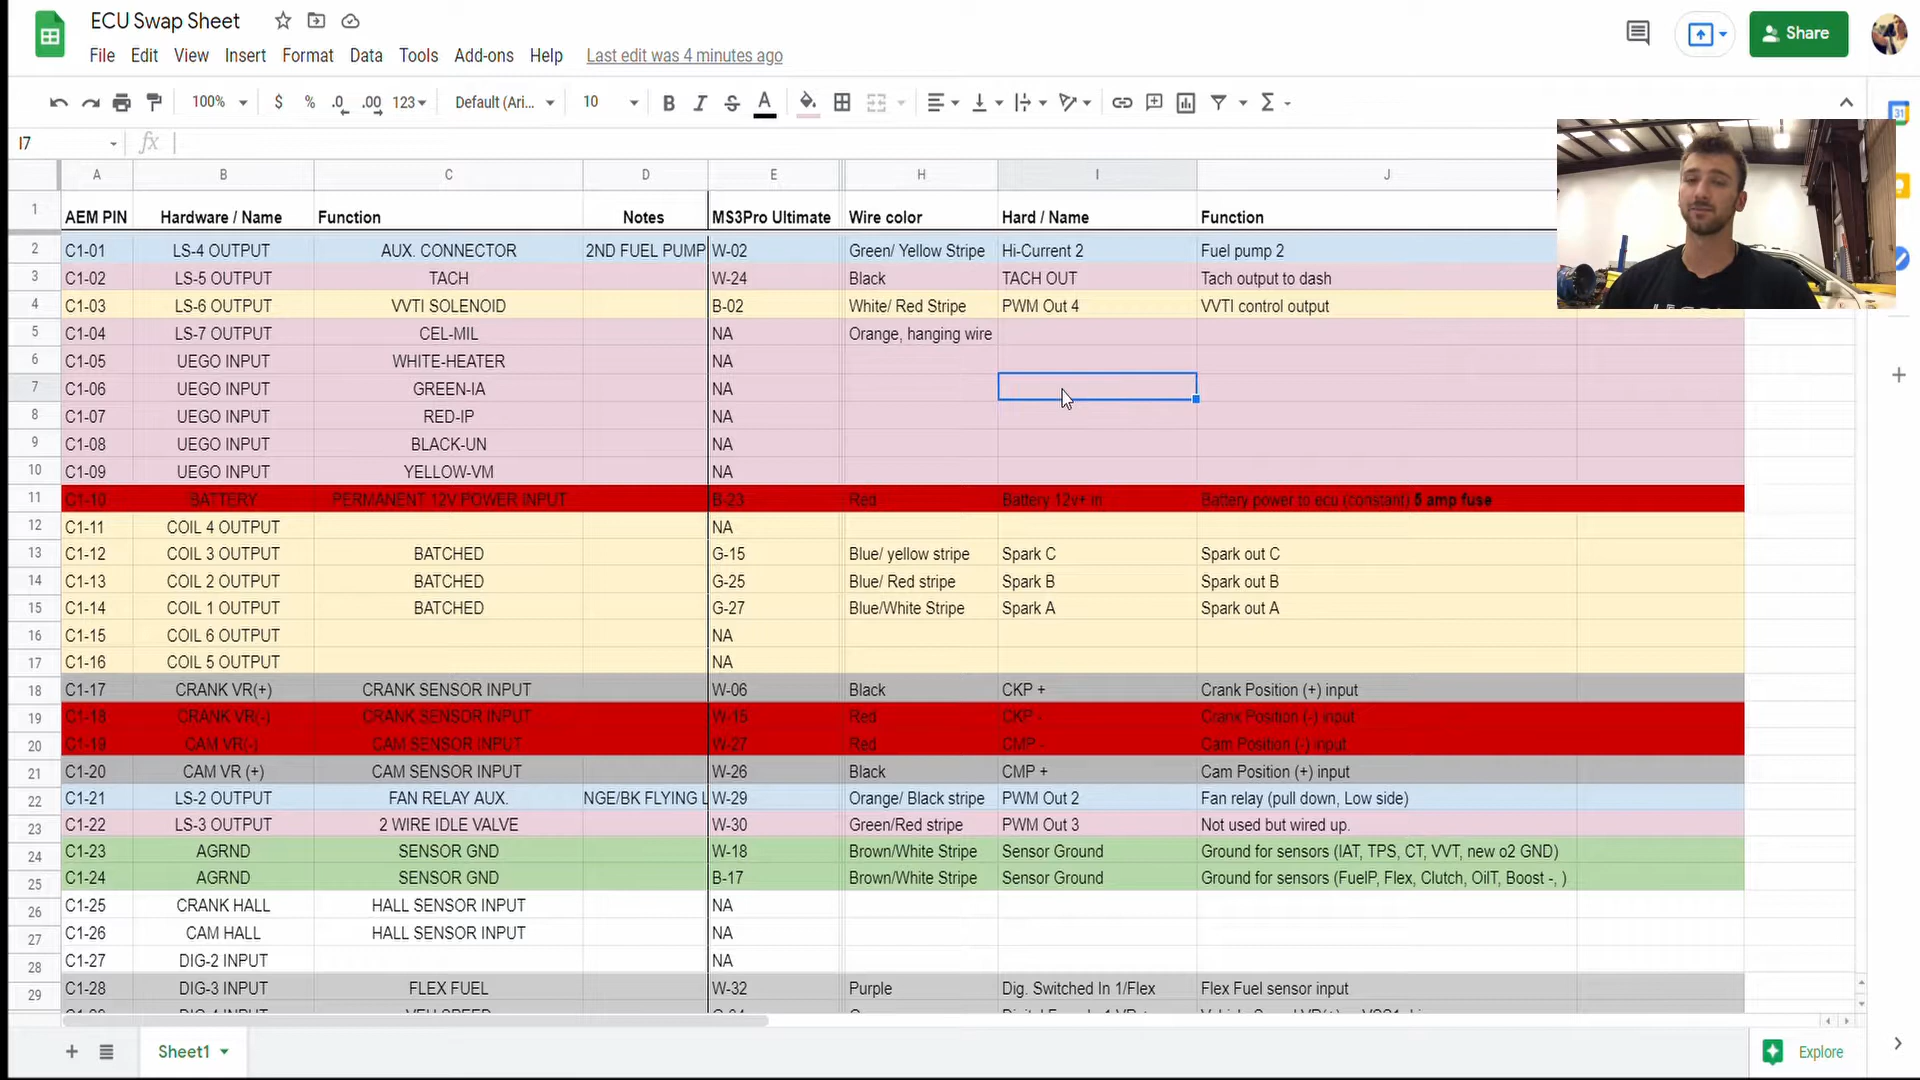 ECU Swap Sheet
File Edit View Insert Format Data Tools Add-ons Help Last edit was 4 minutes ago
Share
100% $ % .0 .00 123 Default (Ari... 10 B I S A
31
I7 fx
A B C D E H I J
1 AEM PIN Hardware / Name Function Notes MS3Pro Ultimate Wire color Hard / Name Function
2 C1-01 LS-4 OUTPUT AUX. CONNECTOR 2ND FUEL PUMP W-02 Green/ Yellow Stripe Hi-Current 2 Fuel pump 2
3 C1-02 LS-5 OUTPUT TACH W-24 Black TACH OUT Tach output to dash
4 C1-03 LS-6 OUTPUT VVTI SOLENOID B-02 White/ Red Stripe PWM Out 4 VVTI control output
5 C1-04 LS-7 OUTPUT CEL-MIL NA Orange, hanging wire
6 C1-05 UEGO INPUT WHITE-HEATER NA
7 C1-06 UEGO INPUT GREEN-IA NA
8 C1-07 UEGO INPUT RED-IP NA
9 C1-08 UEGO INPUT BLACK-UN NA
10 C1-09 UEGO INPUT YELLOW-VM NA
11 C1-10 BATTERY PERMANENT 12V POWER INPUT B-23 Red Battery 12v+ in Battery power to ecu (constant) 5 amp fuse
12 C1-11 COIL 4 OUTPUT NA
13 C1-12 COIL 3 OUTPUT BATCHED G-15 Blue/ yellow stripe Spark C Spark out C
14 C1-13 COIL 2 OUTPUT BATCHED G-25 Blue/ Red stripe Spark B Spark out B
15 C1-14 COIL 1 OUTPUT BATCHED G-27 Blue/White Stripe Spark A Spark out A
16 C1-15 COIL 6 OUTPUT NA
17 C1-16 COIL 5 OUTPUT NA
18 C1-17 CRANK VR(+) CRANK SENSOR INPUT W-06 Black CKP + Crank Position (+) input
19 C1-18 CRANK VR(-) CRANK SENSOR INPUT W-15 Red CKP - Crank Position (-) input
20 C1-19 CAM VR(-) CAM SENSOR INPUT W-27 Red CMP - Cam Position (-) input
21 C1-20 CAM VR (+) CAM SENSOR INPUT W-26 Black CMP + Cam Position (+) input
22 C1-21 LS-2 OUTPUT FAN RELAY AUX. NGE/BK FLYING L W-29 Orange/ Black stripe PWM Out 2 Fan relay (pull down, Low side)
23 C1-22 LS-3 OUTPUT 2 WIRE IDLE VALVE W-30 Green/Red stripe PWM Out 3 Not used but wired up.
24 C1-23 AGRND SENSOR GND W-18 Brown/White Stripe Sensor Ground Ground for sensors (IAT, TPS, CT, VVT, new o2 GND)
25 C1-24 AGRND SENSOR GND B-17 Brown/White Stripe Sensor Ground Ground for sensors (FuelP, Flex, Clutch, OilT, Boost -, )
26 C1-25 CRANK HALL HALL SENSOR INPUT NA
27 C1-26 CAM HALL HALL SENSOR INPUT NA
28 C1-27 DIG-2 INPUT NA
29 C1-28 DIG-3 INPUT FLEX FUEL W-32 Purple Dig. Switched In 1/Flex Flex Fuel sensor input
Sheet1
Explore